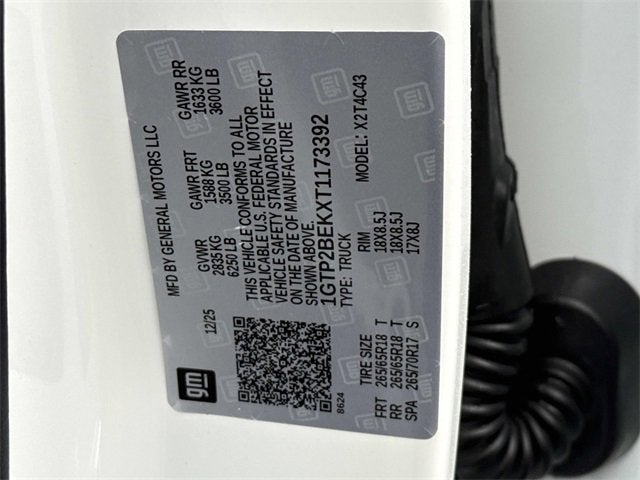 gm
MFD BY GENERAL MOTORS LLC
12/25 GVWR GAWR FRT GAWR RR
2835 KG 1588 KG 1633 KG
6250 LB 3500 LB 3600 LB
THIS VEHICLE CONFORMS TO ALL
APPLICABLE U.S. FEDERAL MOTOR
VEHICLE SAFETY STANDARDS IN EFFECT
ON THE DATE OF MANUFACTURE
SHOWN ABOVE.
1GTP2BEKXT1173392
TYPE: TRUCK MODEL: X2T4C43
8624
TIRE SIZE RIM
FRT 265/65R18 T 18X8.5J
RR 265/65R18 T 18X8.5J
SPA 265/70R17 S 17X8J